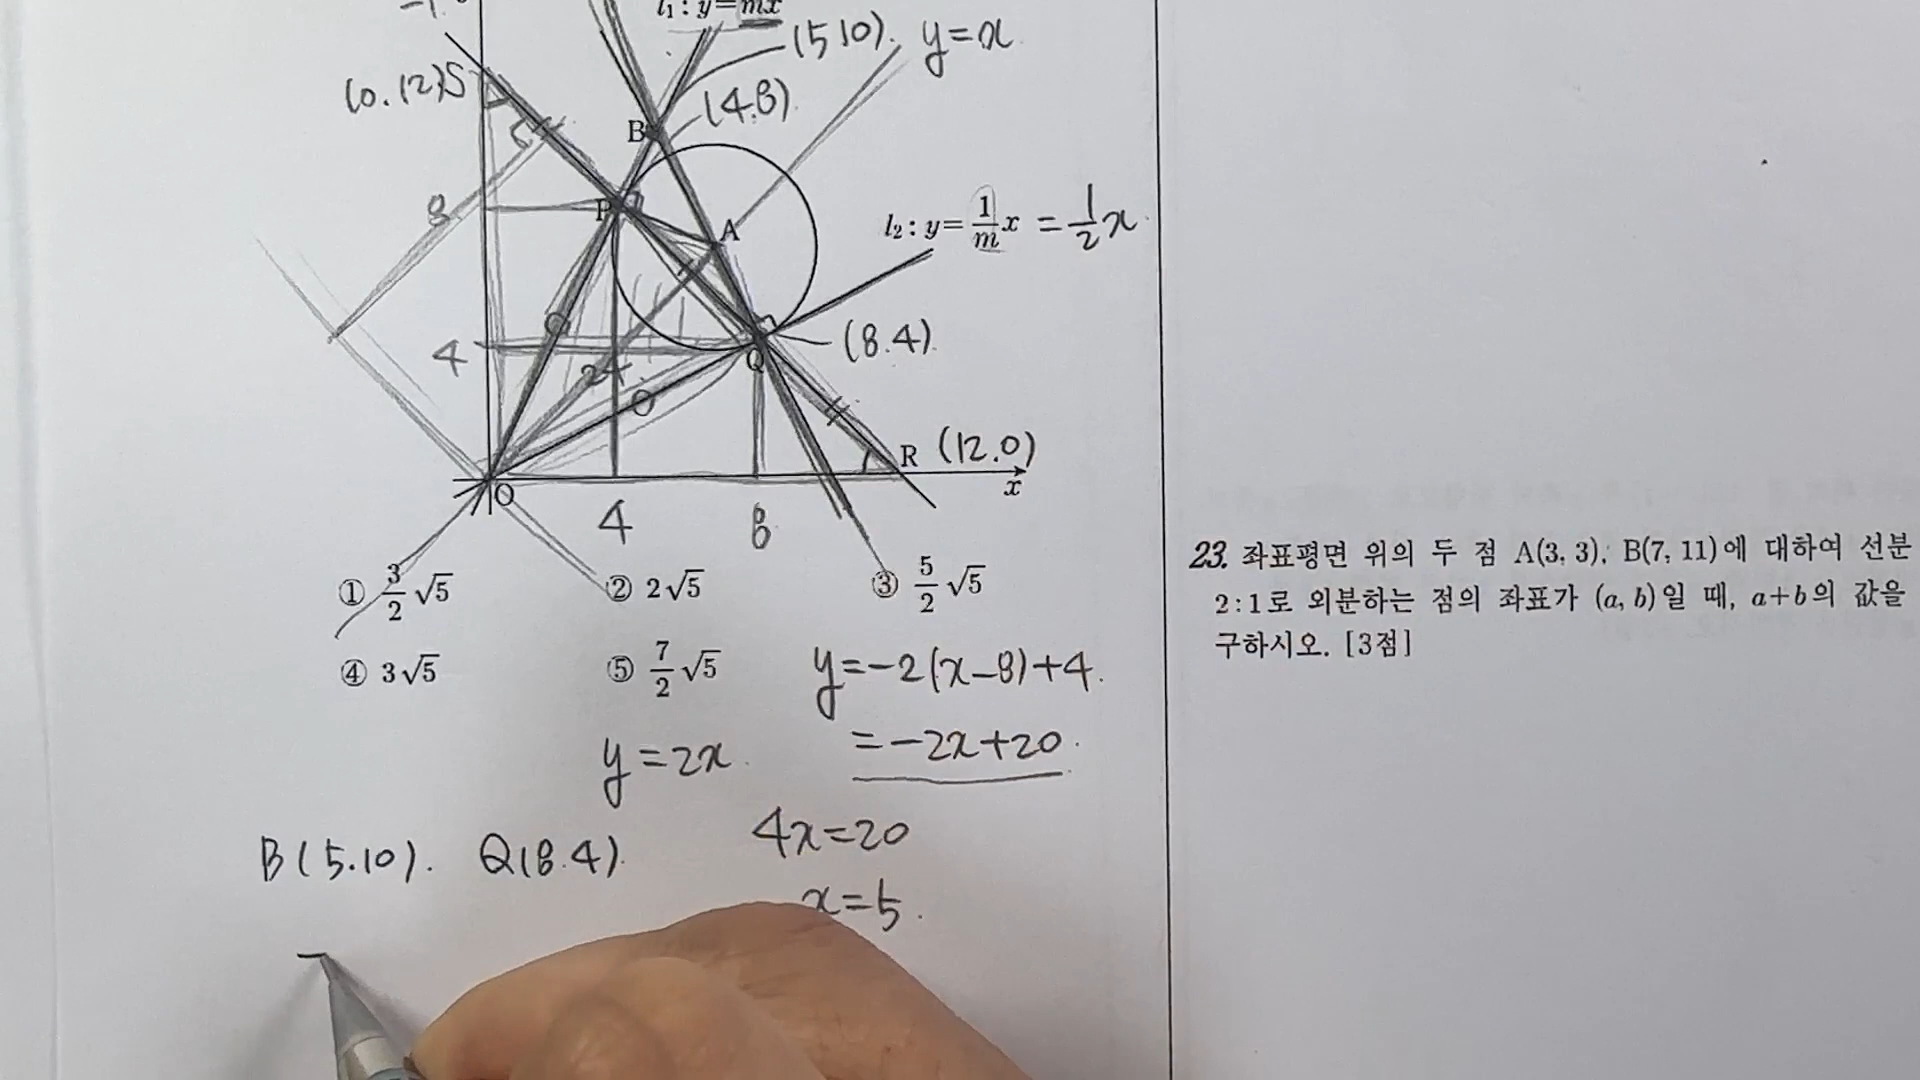 l₁ : y=mx
(5 10).
y=x
(0.12)S
(4.8).
B
8
P
A
l₂ : y=1/m x = 1/2 x.
4
24
Q
(8.4).
R (12.0)
O
x
4
8
① 3/2 √5
② 2√5
③ 5/2 √5
④ 3√5
⑤ 7/2 √5
y=-2(x-8)+4.
=-2x+20.
y=2x.
4x=20
x=5.
B(5.10). Q(8.4).
23. 좌표평면 위의 두 점 A(3, 3), B(7, 11)에 대하여 선분
2:1로 외분하는 점의 좌표가 (a, b)일 때, a+b의 값을
구하시오. [3점]